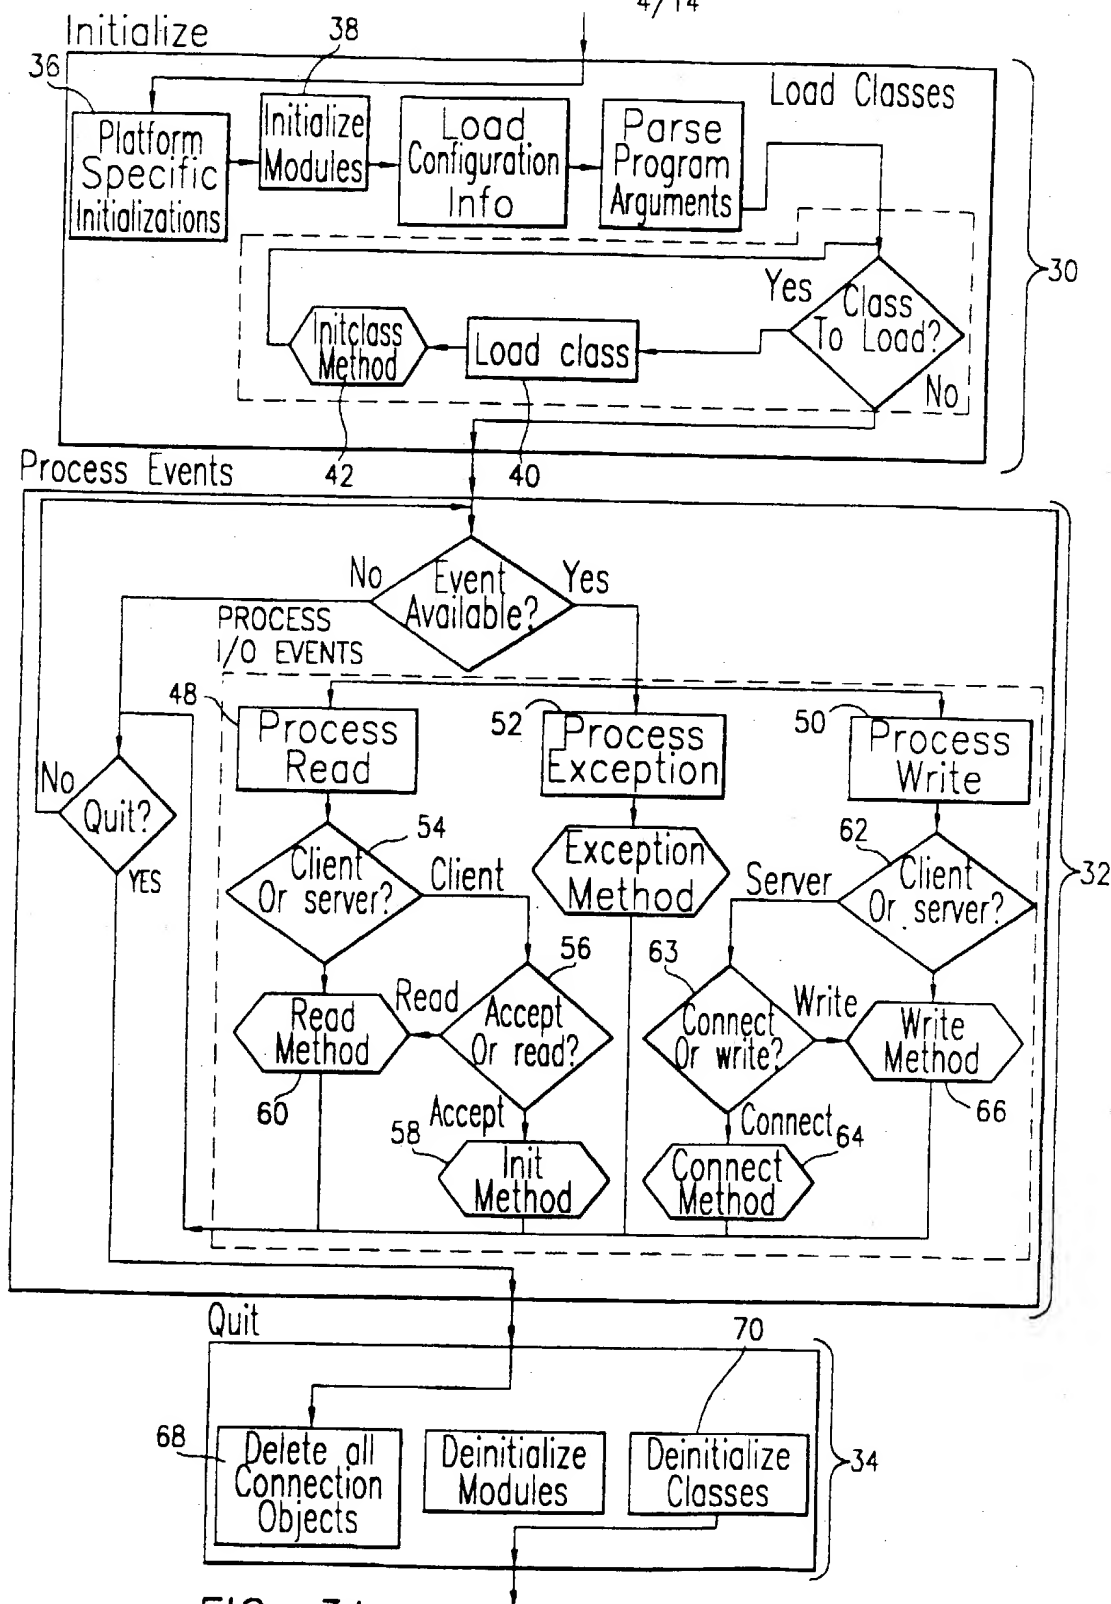 4/14
Initialize
38
36
Load Classes
Platform
Specific
Initializations
Initialize
Modules
Load
Configuration
Info
Parse
Program
Arguments
30
Yes
Class
To Load?
Initclass
Method
Load class
No
42
40
Process Events
No
Event
Available?
Yes
PROCESS
I/O EVENTS
48
Process
Read
52
Process
Exception
50
Process
Write
No
Quit?
YES
54
Client
Or server?
Client
Exception
Method
62
Server
Client
Or server?
32
56
63
Read
Method
Read
Accept
Or read?
Connect
Or write?
Write
Write
Method
60
Accept
66
58
Init
Method
Connect
64
Connect
Method
Quit
70
68
Delete all
Connection
Objects
Deinitialize
Modules
Deinitialize
Classes
34